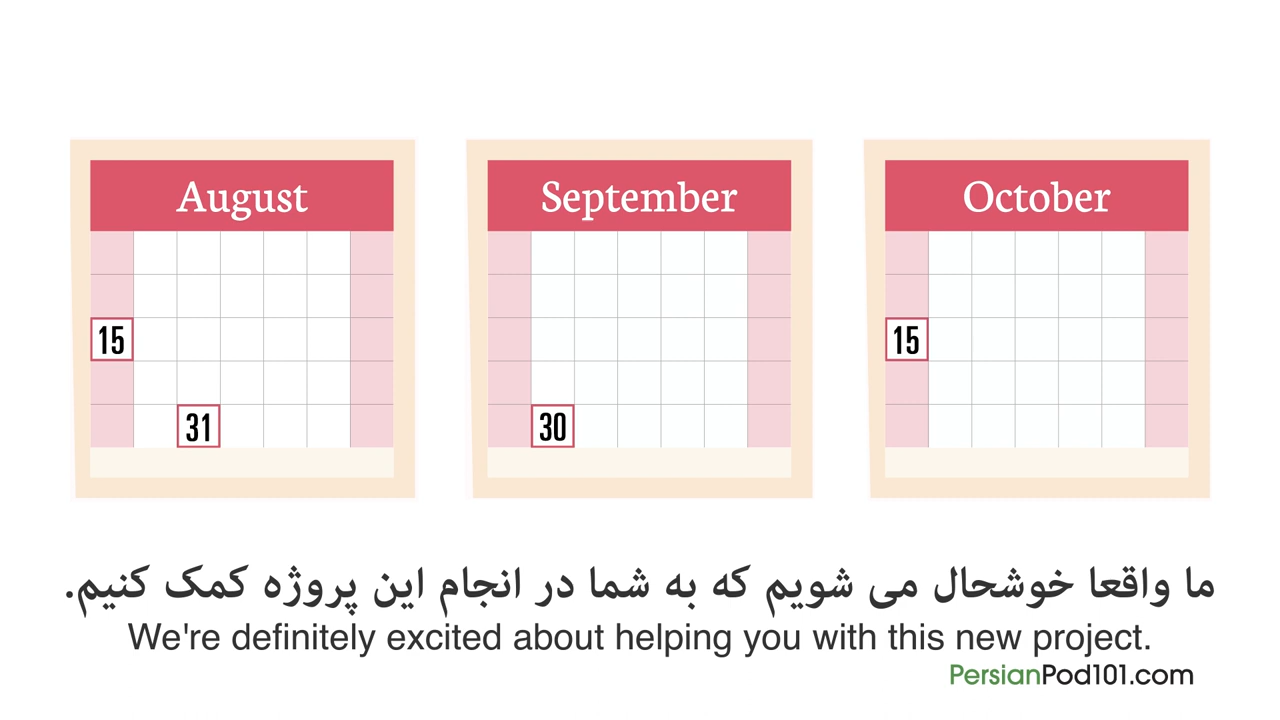 August
September
October
15
15
31
30
ما واقعا خوشحال می شویم که به شما در انجام این پروژه کمک کنیم.
We're definitely excited about helping you with this new project.
PersianPod101.com